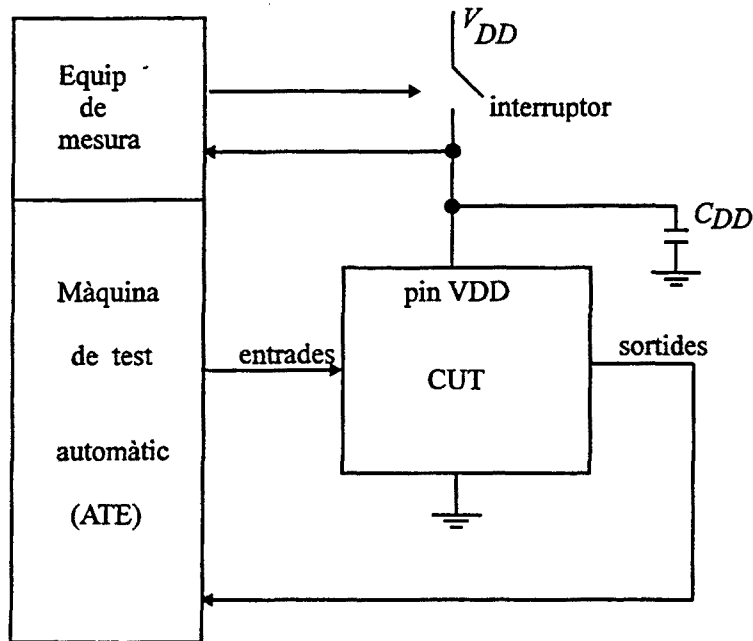 Equip
de
mesura
V_DD
interruptor
C_DD
pin VDD
CUT
entrades
sortides
Màquina
de test
automàtic
(ATE)